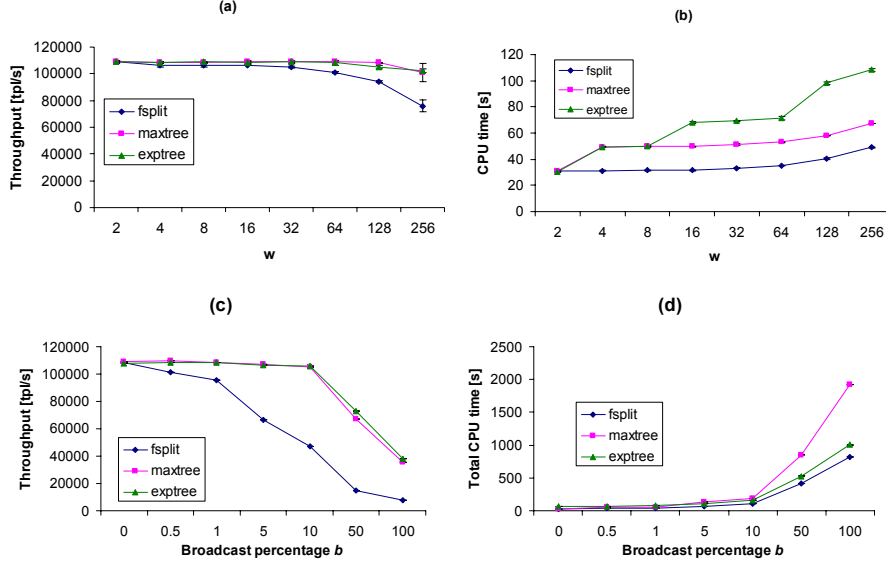 (a)
Throughput [tpl/s]
120000
100000
80000
60000
40000
20000
0
fsplit
maxtree
exptree
2 4 8 16 32 64 128 256
w
(b)
CPU time [s]
120
100
80
60
40
20
0
fsplit
maxtree
exptree
2 4 8 16 32 64 128 256
w
(c)
Throughput [tpl/s]
120000
100000
80000
60000
40000
20000
0
fsplit
maxtree
exptree
0 0.5 1 5 10 50 100
Broadcast percentage b
(d)
Total CPU time [s]
2500
2000
1500
1000
500
0
fsplit
maxtree
exptree
0 0.5 1 5 10 50 100
Broadcast percentage b